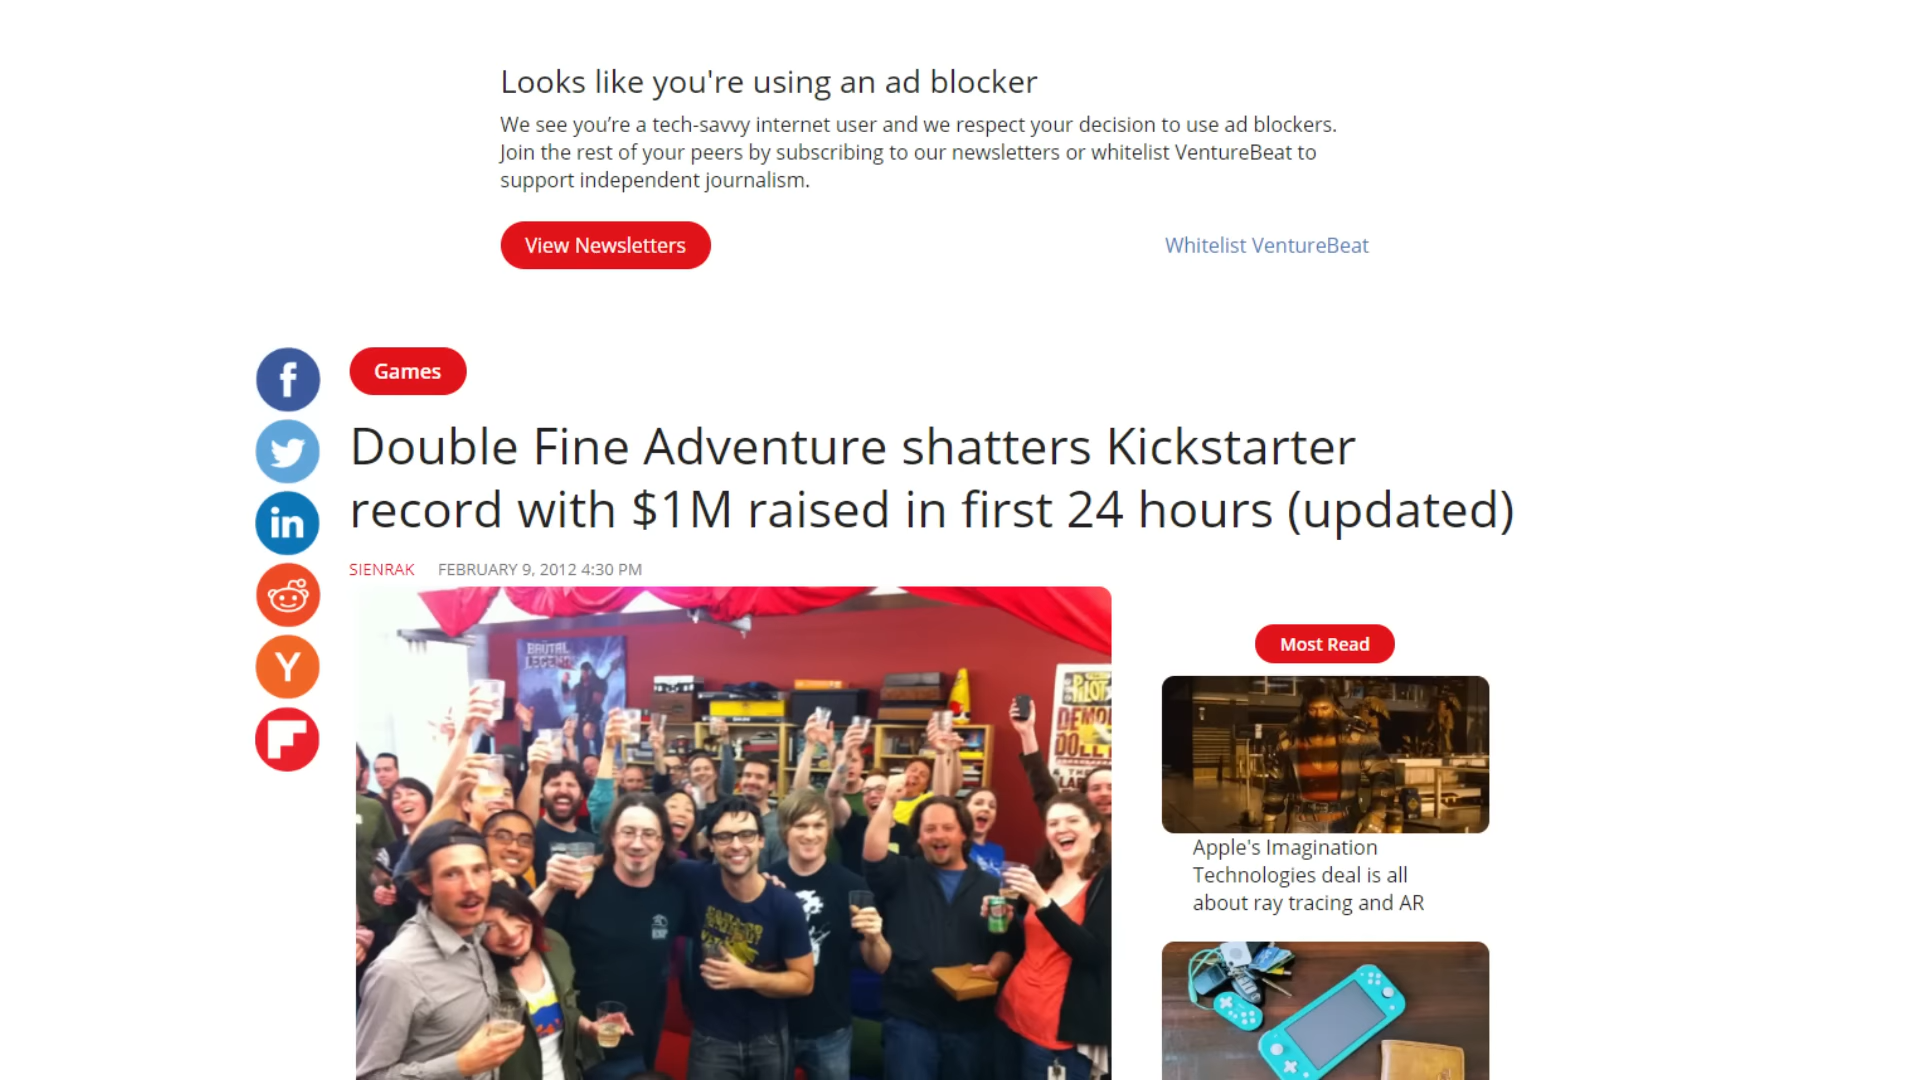 Looks like you're using an ad blocker
We see you’re a tech-savvy internet user and we respect your decision to use ad blockers.
Join the rest of your peers by subscribing to our newsletters or whitelist VentureBeat to
support independent journalism.
View Newsletters
Whitelist VentureBeat
Games
Double Fine Adventure shatters Kickstarter
record with $1M raised in first 24 hours (updated)
SIENRAK
FEBRUARY 9, 2012 4:30 PM
BRÜTAL
LEGEND
PILOT
Most Read
Apple's Imagination
Technologies deal is all
about ray tracing and AR